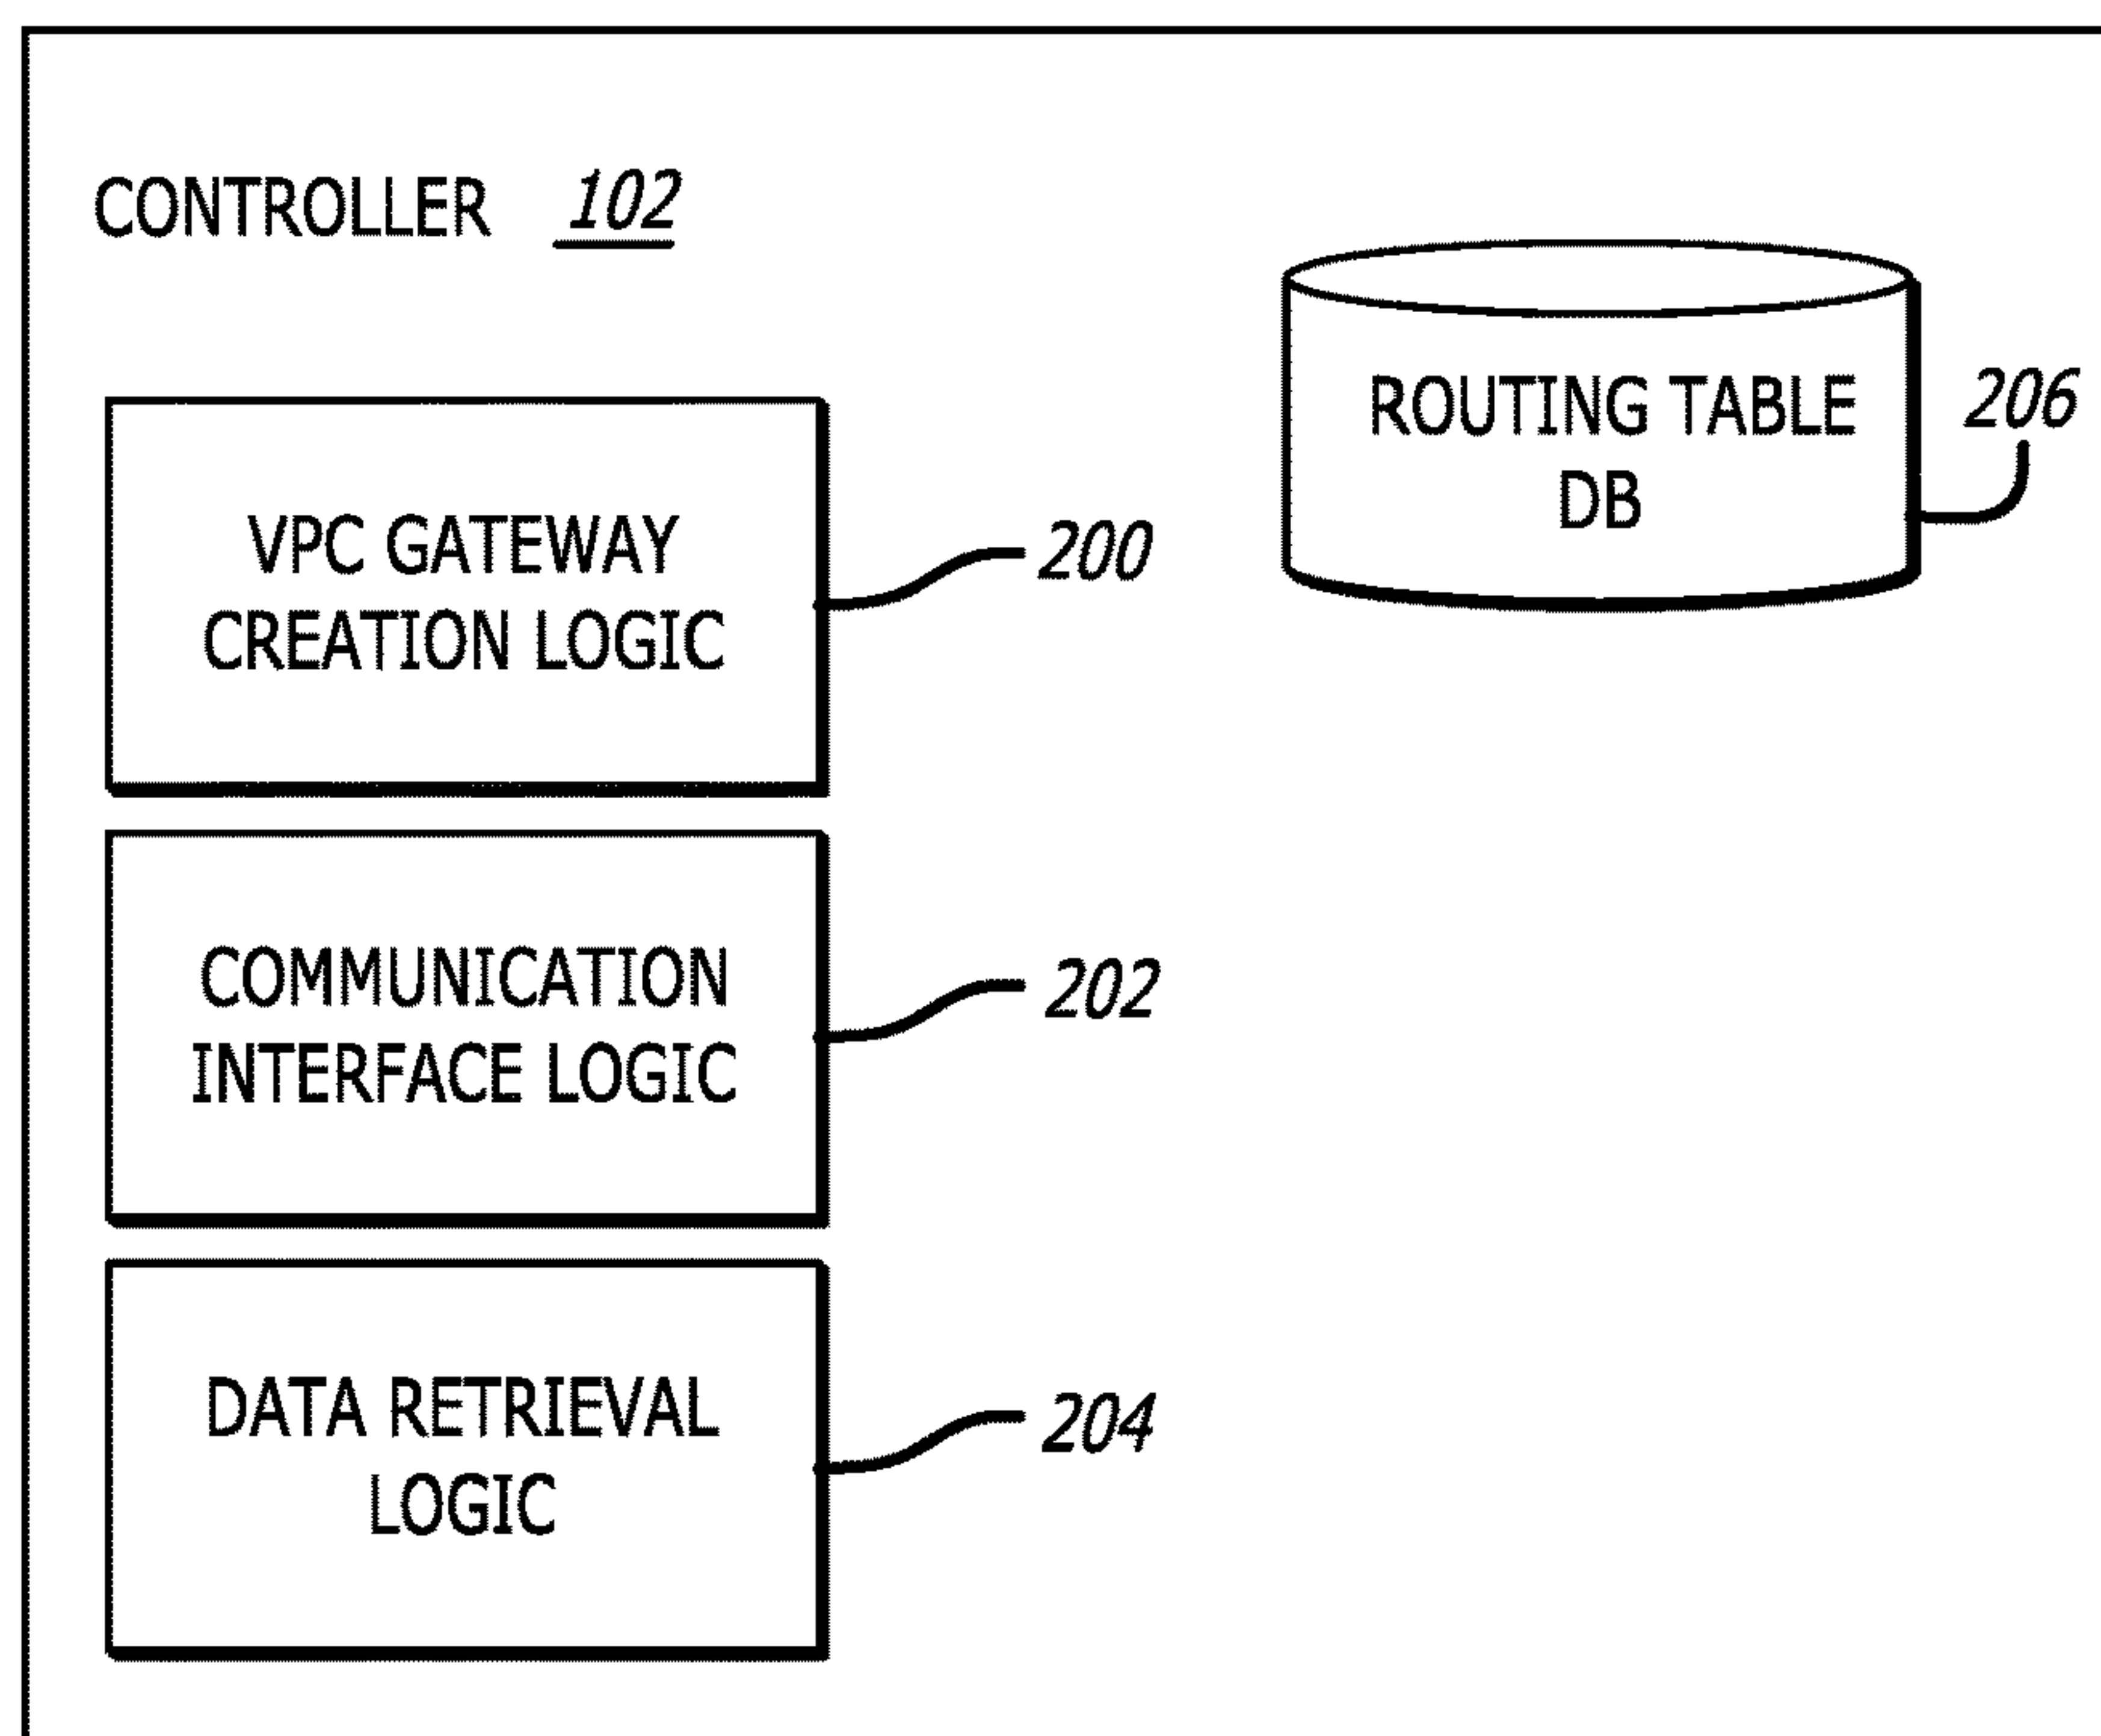 CONTROLLER 102
VPC GATEWAY
CREATION LOGIC
200
COMMUNICATION
INTERFACE LOGIC
202
DATA RETRIEVAL
LOGIC
204
ROUTING TABLE
DB
206